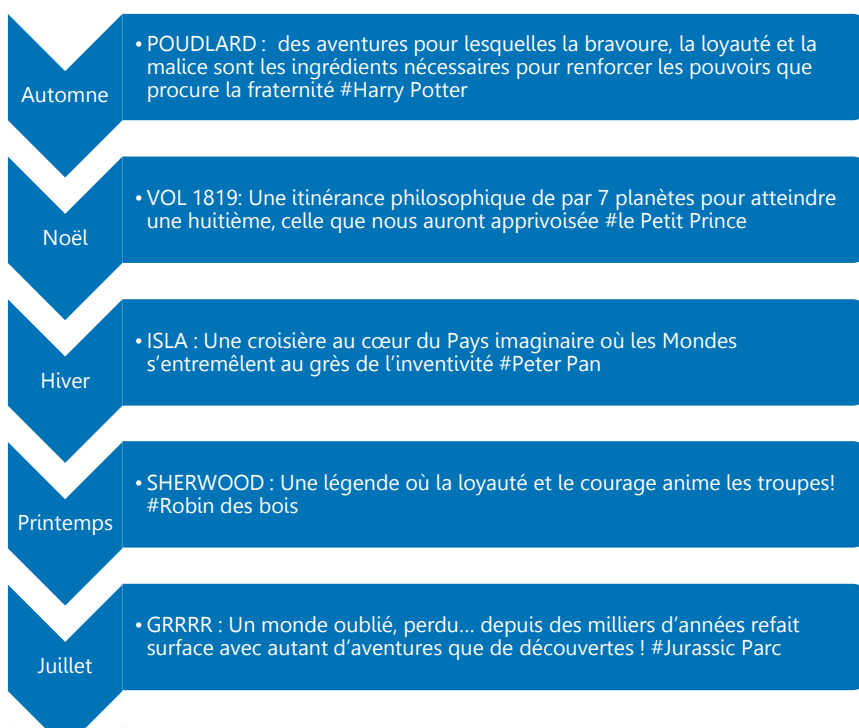 Automne
• POUDLARD :  des aventures pour lesquelles la bravoure, la loyauté et la
malice sont les ingrédients nécessaires pour renforcer les pouvoirs que
procure la fraternité #Harry Potter
Noël
• VOL 1819: Une itinérance philosophique de par 7 planètes pour atteindre
une huitième, celle que nous auront apprivoisée #le Petit Prince
Hiver
• ISLA : Une croisière au cœur du Pays imaginaire où les Mondes
s’entremêlent au grès de l’inventivité #Peter Pan
Printemps
• SHERWOOD : Une légende où la loyauté et le courage anime les troupes!
#Robin des bois
Juillet
• GRRRR : Un monde oublié, perdu… depuis des milliers d’années refait
surface avec autant d’aventures que de découvertes ! #Jurassic Parc